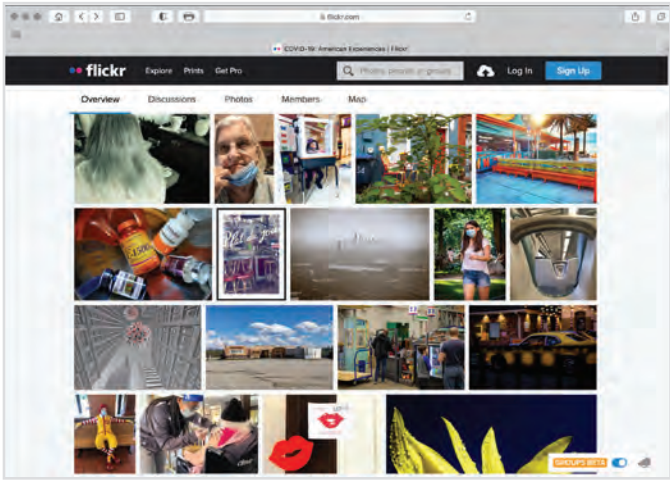 flickr.com
COVID-19: American Experiences | Flickr
flickr Explore Prints Get Pro Photos, people, or groups Log In Sign Up
Overview Discussions Photos Members Map
GROUPS BETA